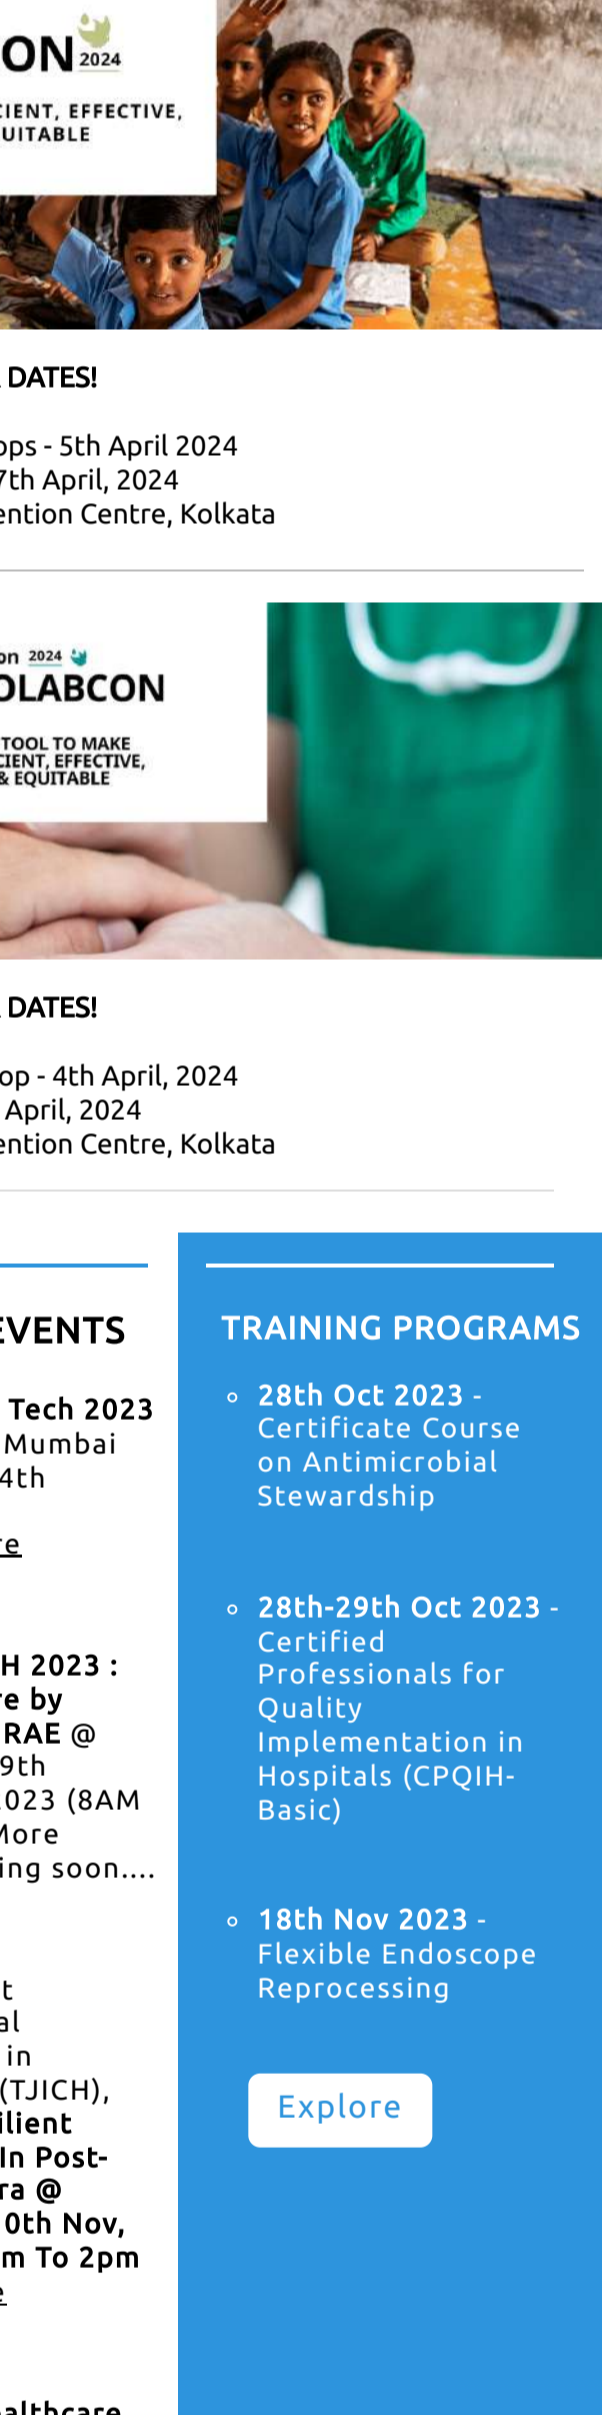 ON 2024
CIENT, EFFECTIVE,
UITABLE
DATES!
ops - 5th April 2024
7th April, 2024
ention Centre, Kolkata
on 2024
OLABCON
TOOL TO MAKE
CIENT, EFFECTIVE,
& EQUITABLE
DATES!
op - 4th April, 2024
April, 2024
ention Centre, Kolkata
EVENTS
Tech 2023
Mumbai
4th
re
H 2023 :
re by
RAE @
9th
2023 (8AM
More
ing soon....
t
al
in
(TJICH),
ilient
In Post-
ra @
0th Nov,
m To 2pm
e
althcare
TRAINING PROGRAMS
28th Oct 2023 -
Certificate Course
on Antimicrobial
Stewardship
28th-29th Oct 2023 -
Certified
Professionals for
Quality
Implementation in
Hospitals (CPQIH-
Basic)
18th Nov 2023 -
Flexible Endoscope
Reprocessing
Explore